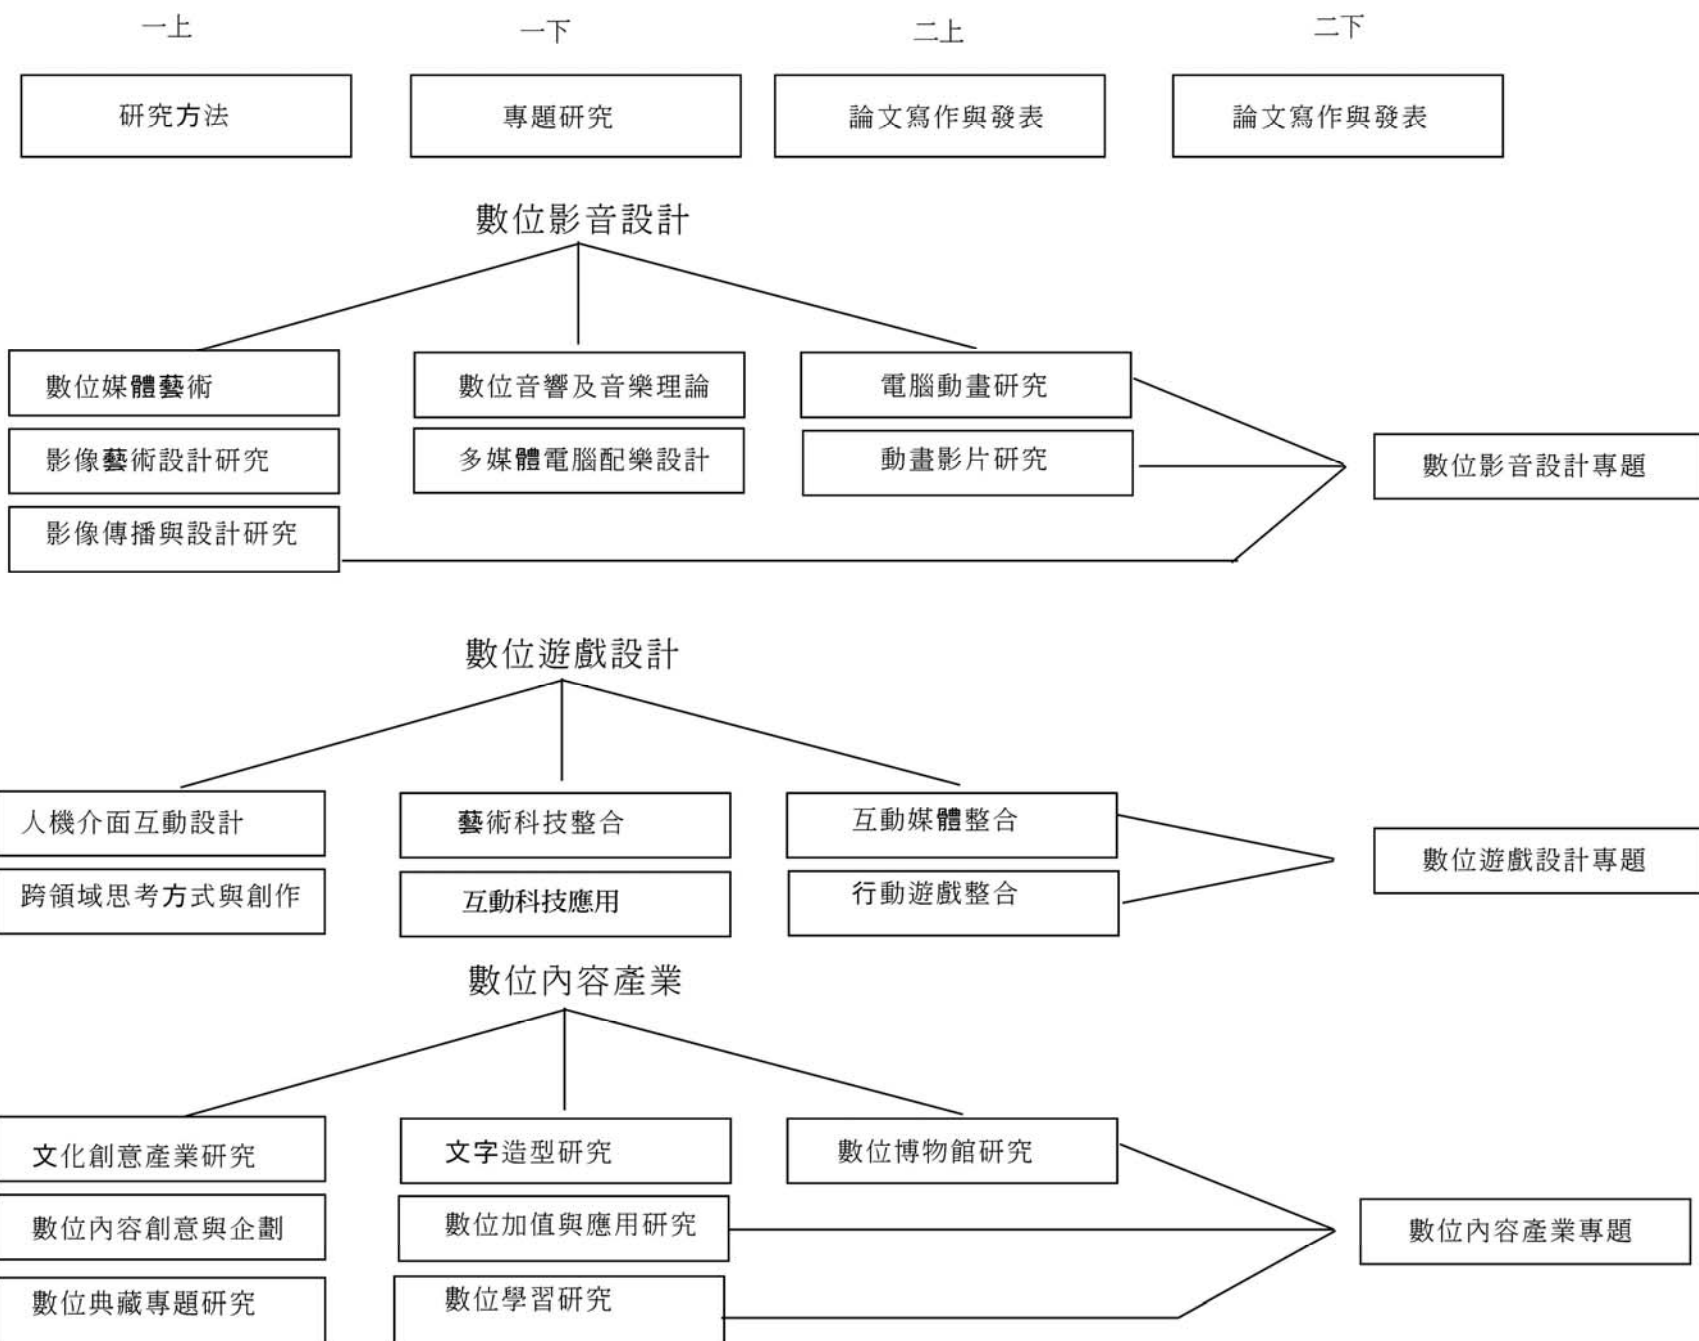 一上
一下
二上
二下
研究方法
專題研究
論文寫作與發表
論文寫作與發表
數位影音設計
數位媒體藝術
數位音響及音樂理論
電腦動畫研究
影像藝術設計研究
多媒體電腦配樂設計
動畫影片研究
數位影音設計專題
影像傳播與設計研究
數位遊戲設計
人機介面互動設計
藝術科技整合
互動媒體整合
數位遊戲設計專題
跨領域思考方式與創作
互動科技應用
行動遊戲整合
數位內容產業
文化創意產業研究
文字造型研究
數位博物館研究
數位內容創意與企劃
數位加值與應用研究
數位內容產業專題
數位典藏專題研究
數位學習研究